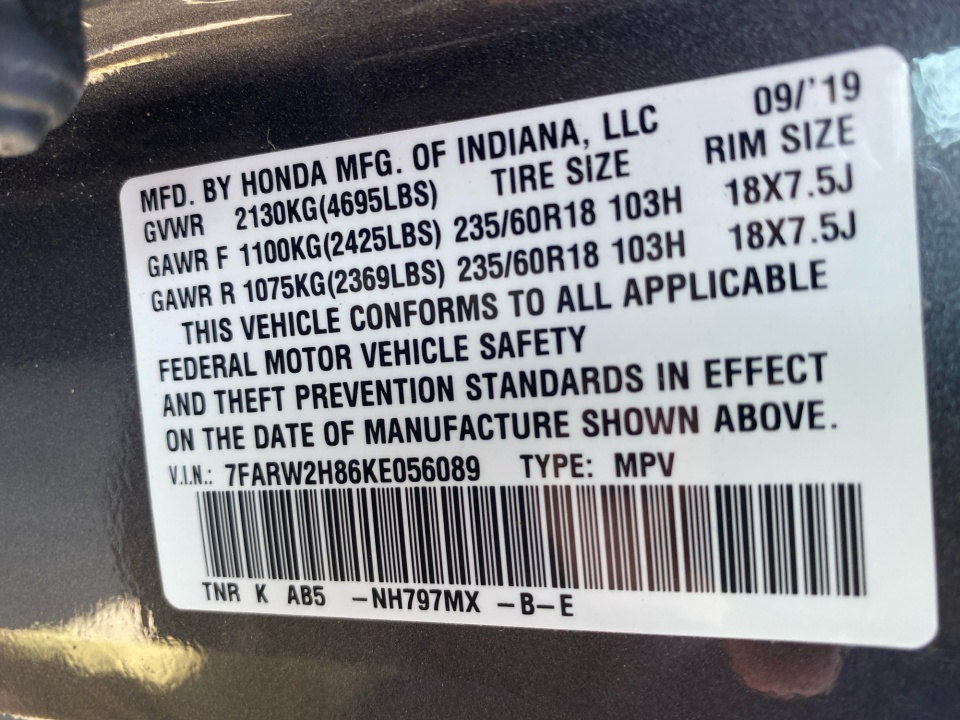 09/'19
MFD. BY HONDA MFG. OF INDIANA, LLC
GVWR 2130KG(4695LBS) TIRE SIZE RIM SIZE
GAWR F 1100KG(2425LBS) 235/60R18 103H 18X7.5J
GAWR R 1075KG(2369LBS) 235/60R18 103H 18X7.5J
THIS VEHICLE CONFORMS TO ALL APPLICABLE
FEDERAL MOTOR VEHICLE SAFETY
AND THEFT PREVENTION STANDARDS IN EFFECT
ON THE DATE OF MANUFACTURE SHOWN ABOVE.
V.I.N.: 7FARW2H86KE056089 TYPE: MPV
TNR K AB5 -NH797MX -B-E